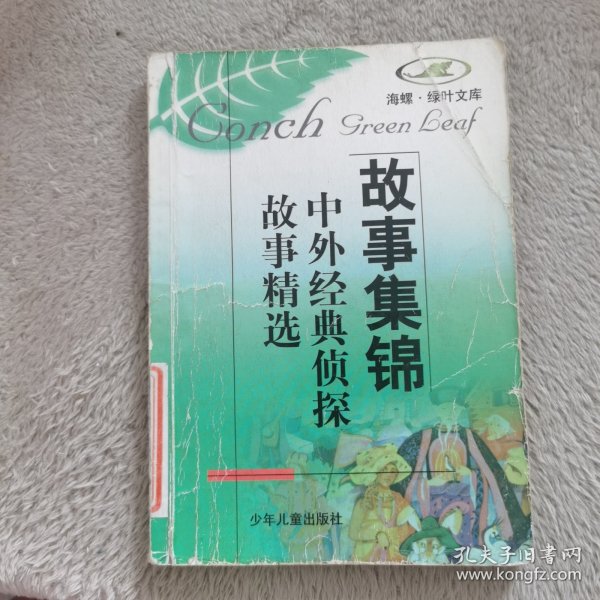 海螺·绿叶文库
Conch Green Leaf
故事集锦
中外经典侦探
故事精选
少年儿童出版社
孔夫子旧书网
www.kongfz.com